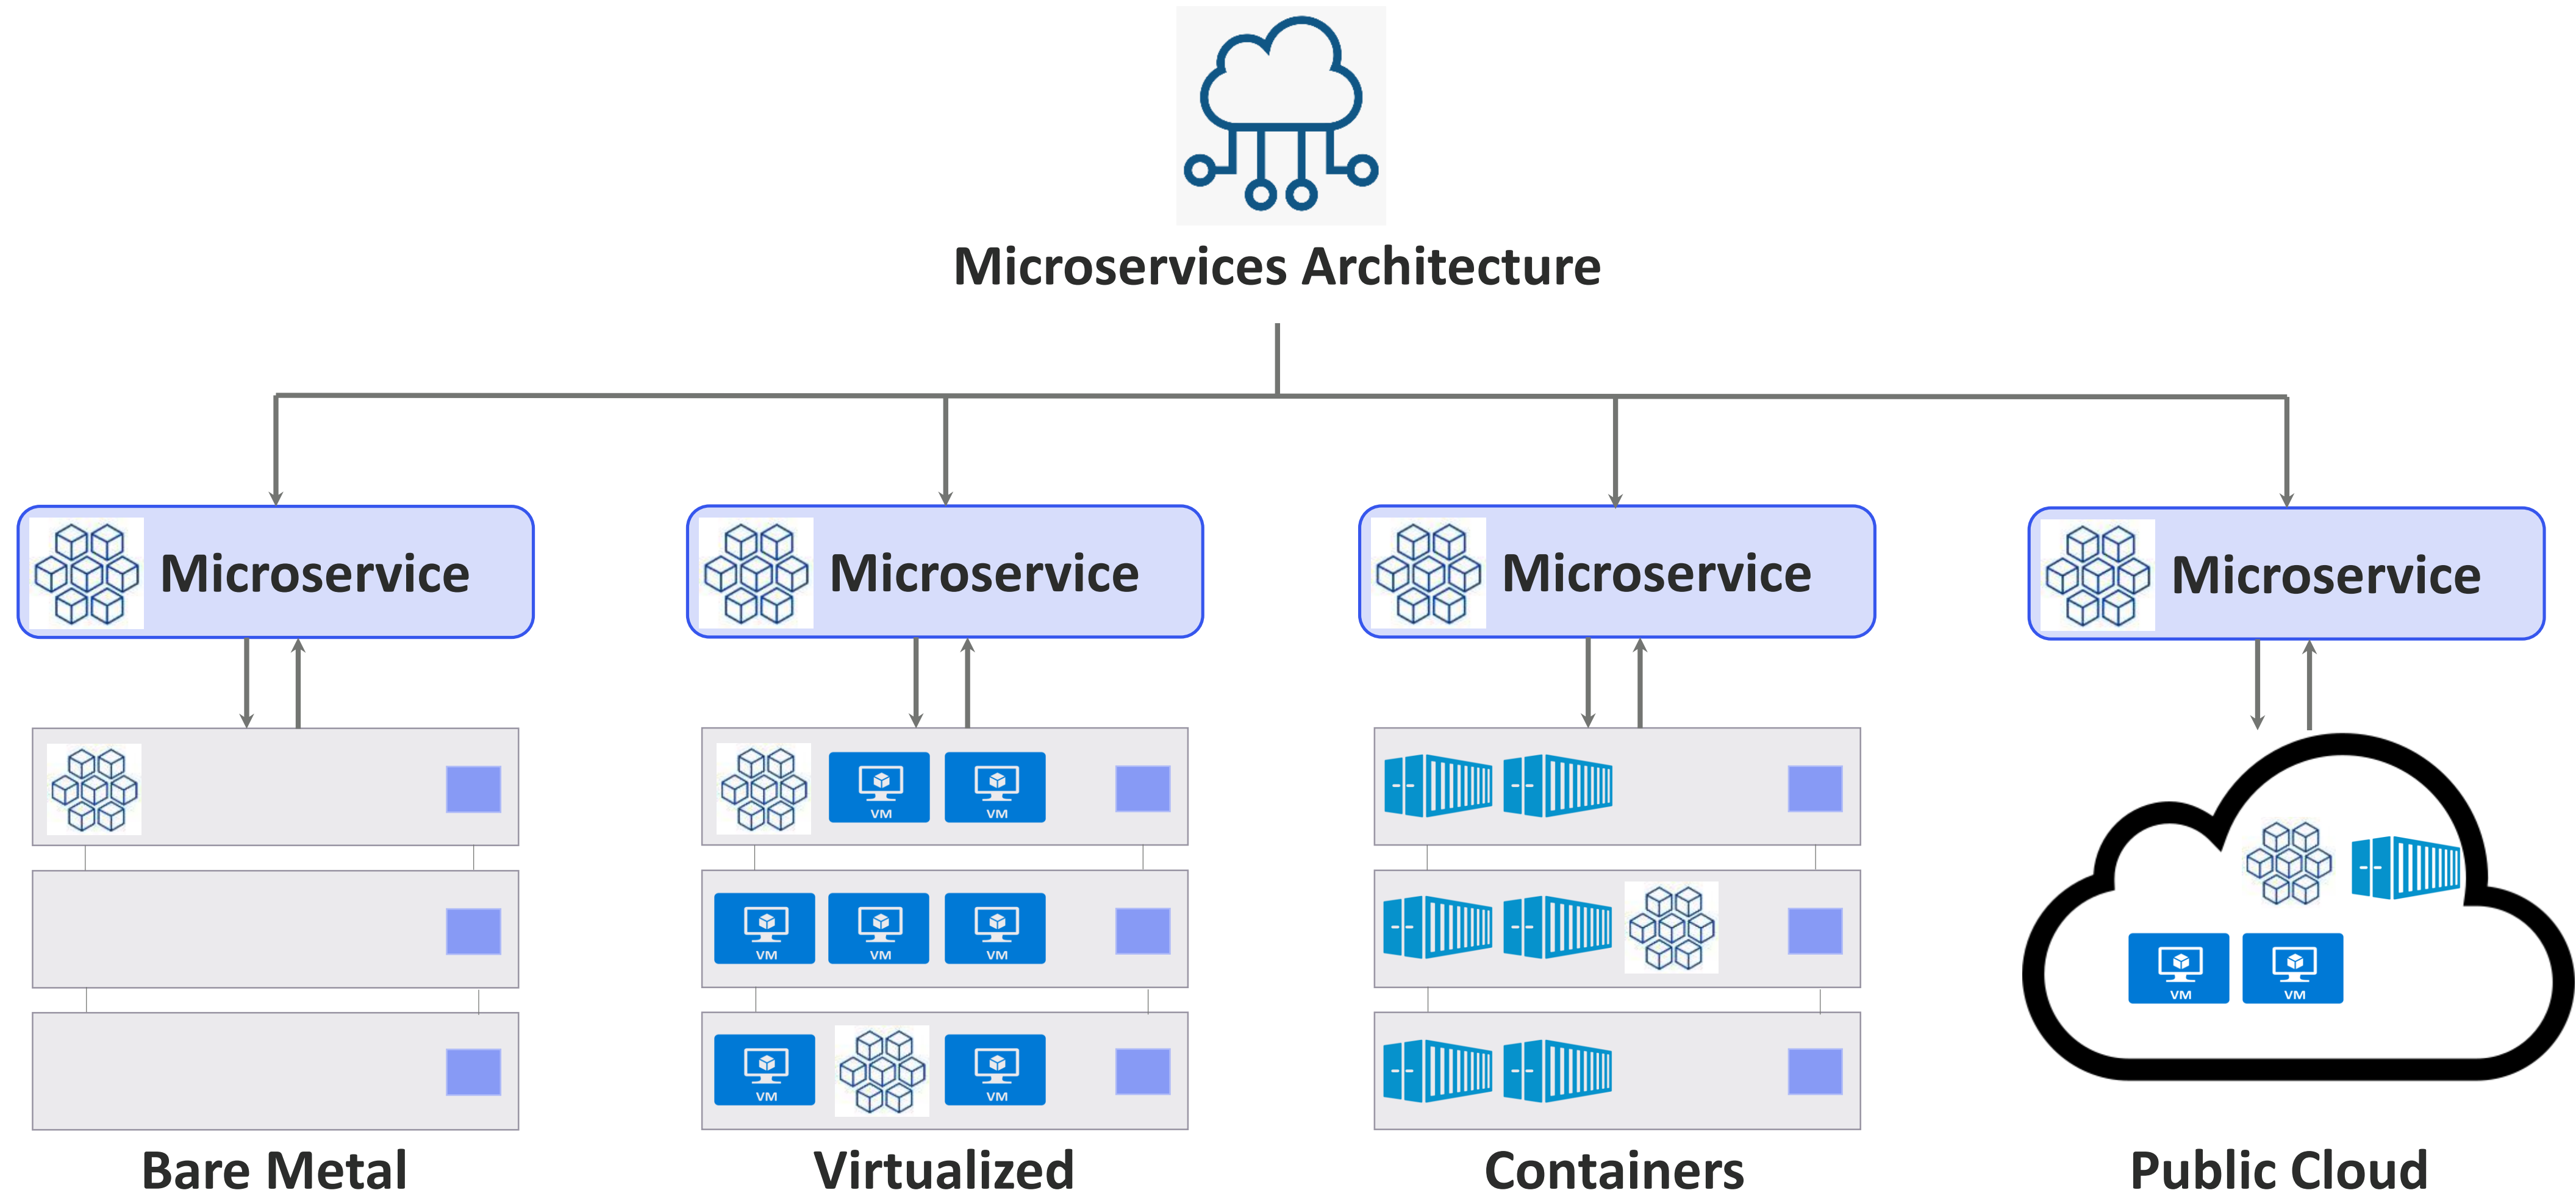 Microservices Architecture
Microservice Microservice Microservice Microservice
VM VM
VM VM VM
VM VM
VM VM
Bare Metal Virtualized Containers Public Cloud